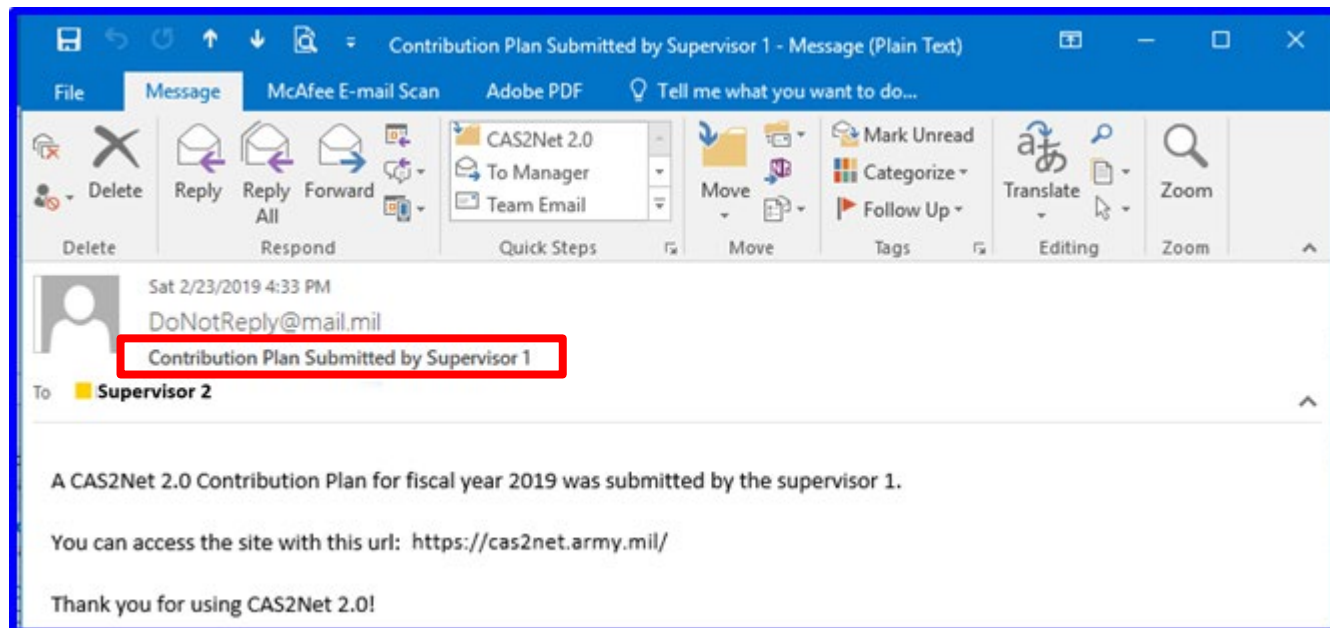 Contribution Plan Submitted by Supervisor 1 - Message (Plain Text)
File Message McAfee E-mail Scan Adobe PDF Tell me what you want to do...
Delete
Reply
Reply All
Forward
CAS2Net 2.0
To Manager
Team Email
Move
Mark Unread
Categorize
Follow Up
Translate
Zoom
Delete Respond Quick Steps Move Tags Editing Zoom
Sat 2/23/2019 4:33 PM
DoNotReply@mail.mil
Contribution Plan Submitted by Supervisor 1
To Supervisor 2
A CAS2Net 2.0 Contribution Plan for fiscal year 2019 was submitted by the supervisor 1.
You can access the site with this url: https://cas2net.army.mil/
Thank you for using CAS2Net 2.0!